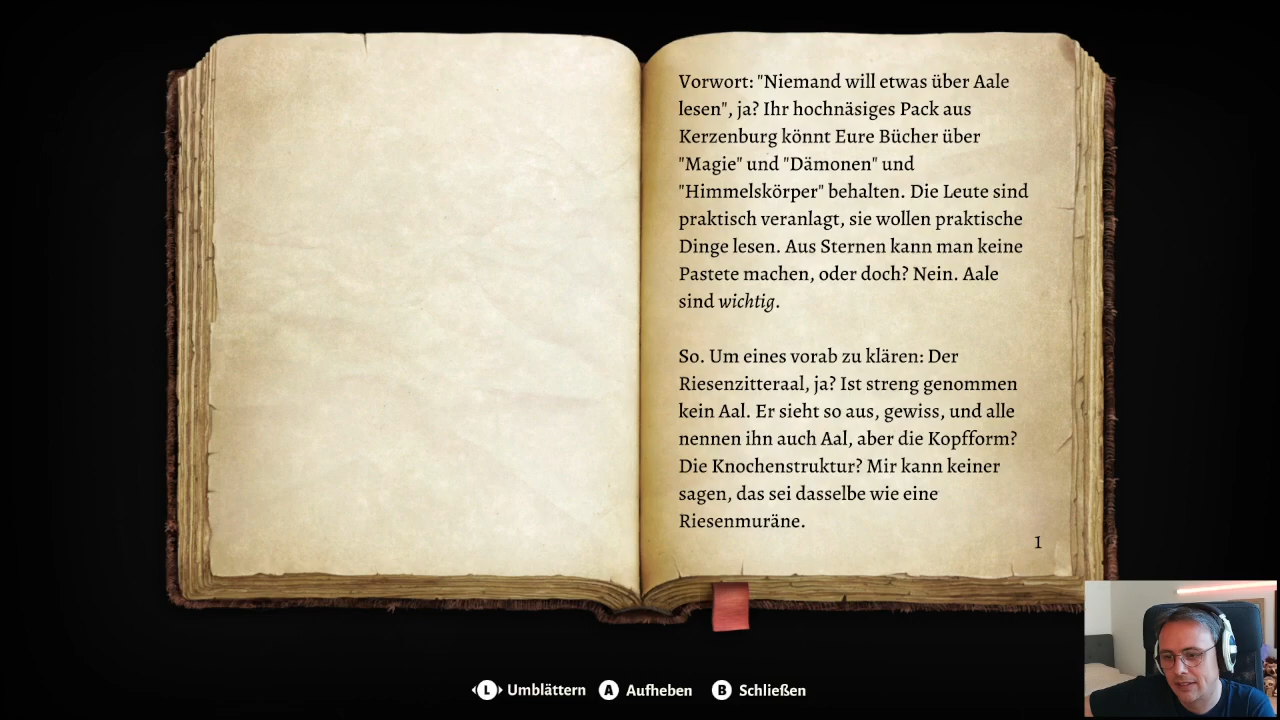 Vorwort: "Niemand will etwas über Aale
lesen", ja? Ihr hochnäsiges Pack aus
Kerzenburg könnt Eure Bücher über
"Magie" und "Dämonen" und
"Himmelskörper" behalten. Die Leute sind
praktisch veranlagt, sie wollen praktische
Dinge lesen. Aus Sternen kann man keine
Pastete machen, oder doch? Nein. Aale
sind wichtig.
So. Um eines vorab zu klären: Der
Riesenzitteraal, ja? Ist streng genommen
kein Aal. Er sieht so aus, gewiss, und alle
nennen ihn auch Aal, aber die Kopfform?
Die Knochenstruktur? Mir kann keiner
sagen, das sei dasselbe wie eine
Riesenmuräne.
1
L Umblättern A Aufheben B Schließen